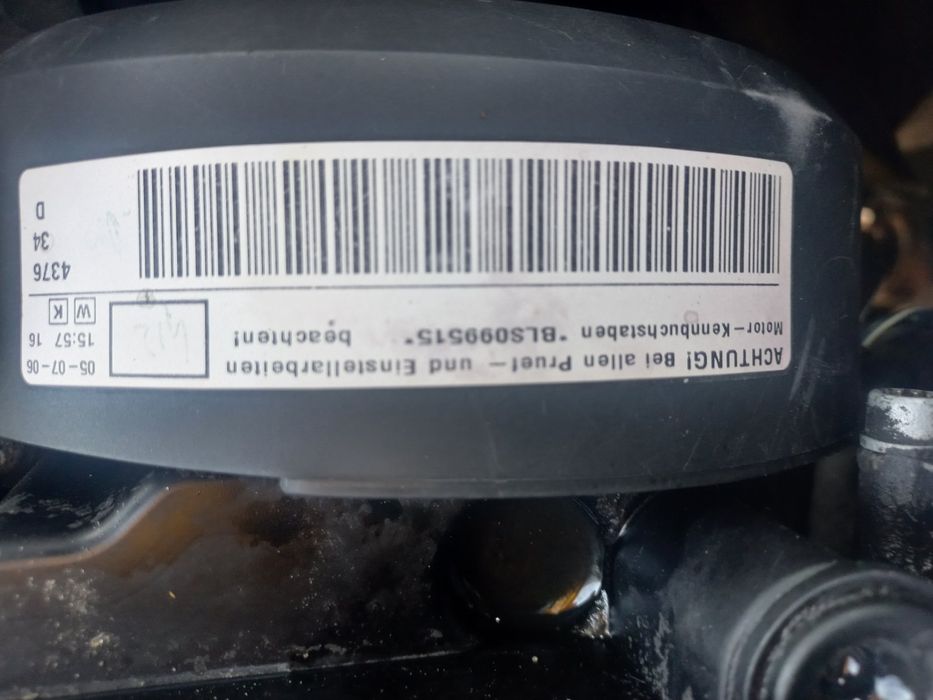 ACHTUNG! Bei allen Pruef- und Einstellarbeiten
Motor-Kennbuchstaben *BLS099515* beachten!
05-07-06
15:57 16
W K
4376
34
D